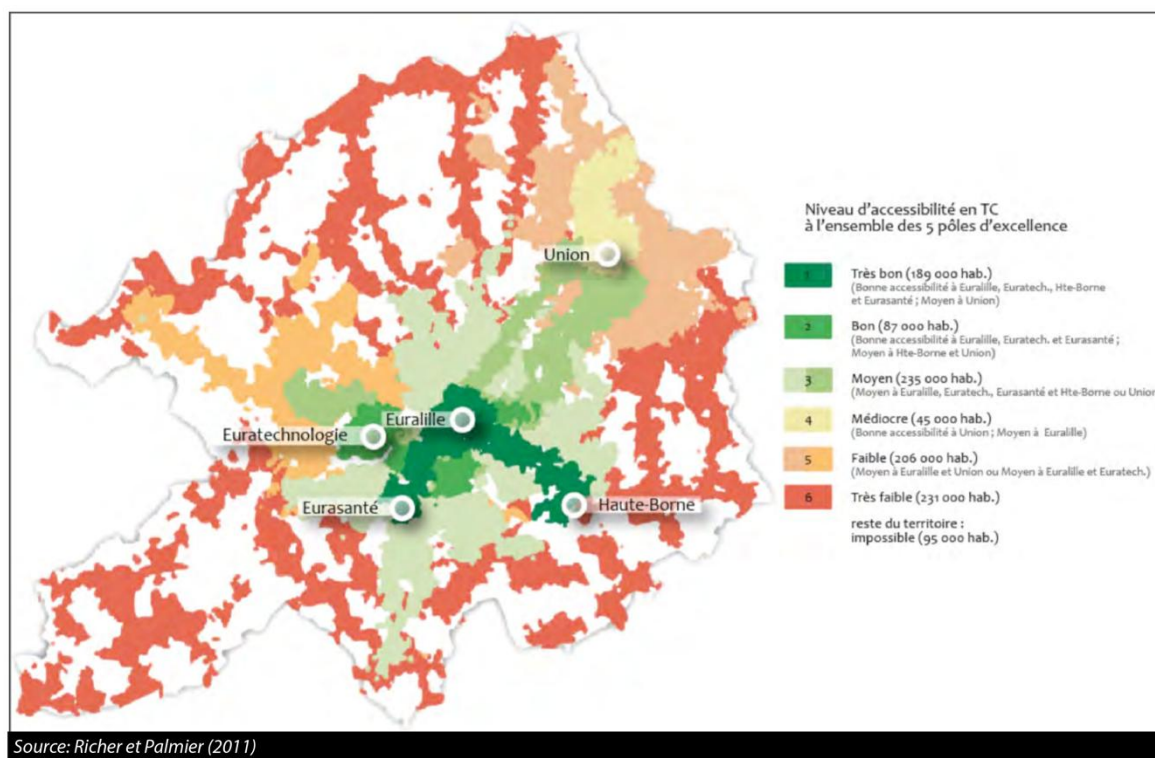 Union
Euralille
Euratechnologie
Eurasanté
Haute-Borne
Niveau d'accessibilité en TC
à l'ensemble des 5 pôles d'excellence
1 Très bon (189 000 hab.)
(Bonne accessibilité à Euralille, Euratech., Hte-Borne
et Eurasanté ; Moyen à Union)
2 Bon (87 000 hab.)
(Bonne accessibilité à Euralille, Euratech. et Eurasanté ;
Moyen à Hte-Borne et Union)
3 Moyen (235 000 hab.)
(Moyen à Euralille, Euratech., Eurasanté et Hte-Borne ou Union
4 Médiocre (45 000 hab.)
(Bonne accessibilité à Union ; Moyen à Euralille)
5 Faible (206 000 hab.)
(Moyen à Euralille et Union ou Moyen à Euralille et Euratech.)
6 Très faible (231 000 hab.)
reste du territoire :
impossible (95 000 hab.)
Source: Richer et Palmier (2011)